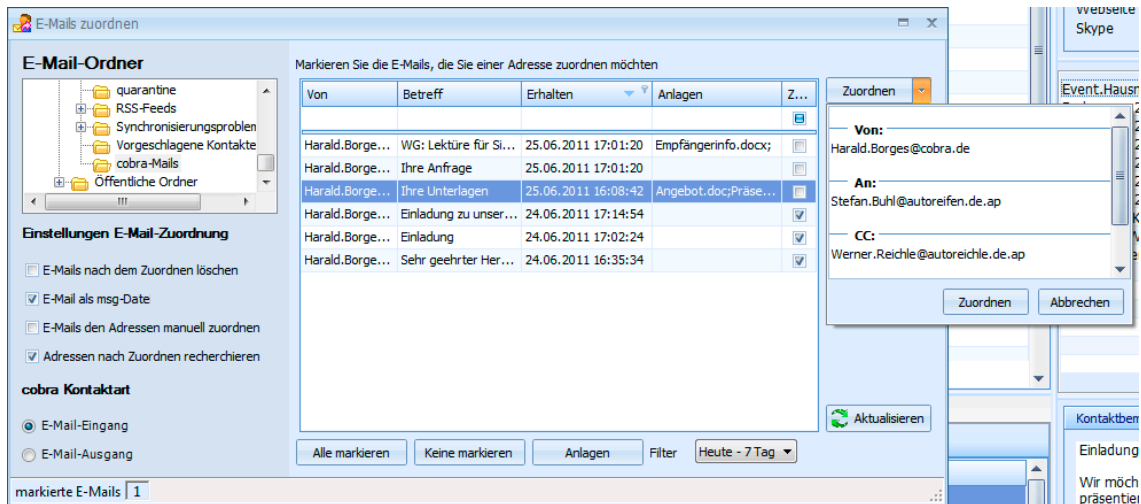 E-Mails zuordnen
E-Mail-Ordner
quarantine
RSS-Feeds
Synchronisierungsproblen
Vorgeschlagene Kontakte
cobra-Mails
Öffentliche Ordner
Einstellungen E-Mail-Zuordnung
E-Mails nach dem Zuordnen löschen
E-Mail als msg-Date
E-Mails den Adressen manuell zuordnen
Adressen nach Zuordnen recherchieren
cobra Kontaktart
E-Mail-Eingang
E-Mail-Ausgang
markierte E-Mails 1
Markieren Sie die E-Mails, die Sie einer Adresse zuordnen möchten
Von Betreff Erhalten Anlagen Z...
Harald.Borge... WG: Lektüre für Si... 25.06.2011 17:01:20 Empfängerinfo.docx;
Harald.Borge... Ihre Anfrage 25.06.2011 17:01:20
Harald.Borge... Ihre Unterlagen 25.06.2011 16:08:42 Angebot.doc;Präse...
Harald.Borge... Einladung zu unser... 24.06.2011 17:14:54
Harald.Borge... Einladung 24.06.2011 17:02:24
Harald.Borge... Sehr geehrter Her... 24.06.2011 16:35:34
Alle markieren Keine markieren Anlagen Filter Heute - 7 Tag
Zuordnen
Von:
Harald.Borges@cobra.de
An:
Stefan.Buhl@autoreifen.de.ap
CC:
Werner.Reichle@autoreichle.de.ap
Zuordnen Abbrechen
Aktualisieren
Webseite
Skype
Event.Hausm
Kontaktbem
Einladung
Wir möch
präsentier